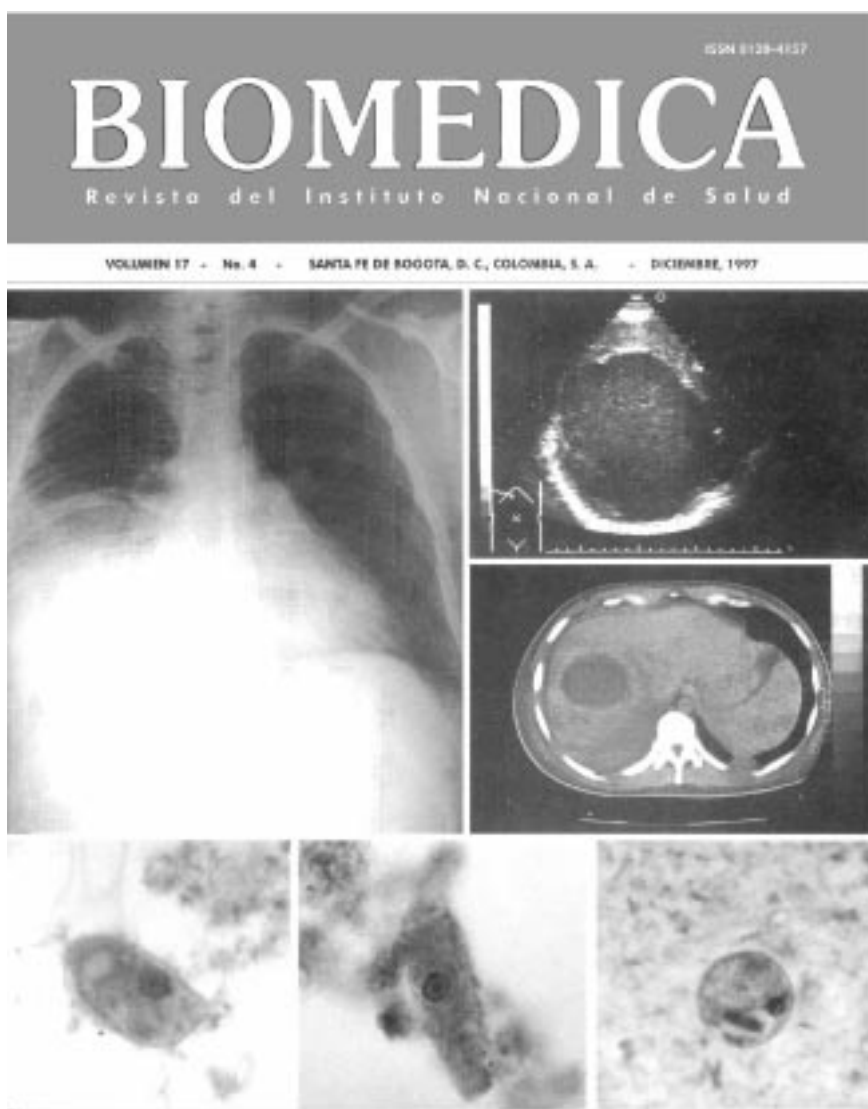 ISSN 0120-4157
BIOMEDICA
Revista del Instituto Nacional de Salud
VOLUMEN 17 - No. 4 - SANTA FE DE BOGOTA, D. C., COLOMBIA, S. A. - DICIEMBRE, 1997